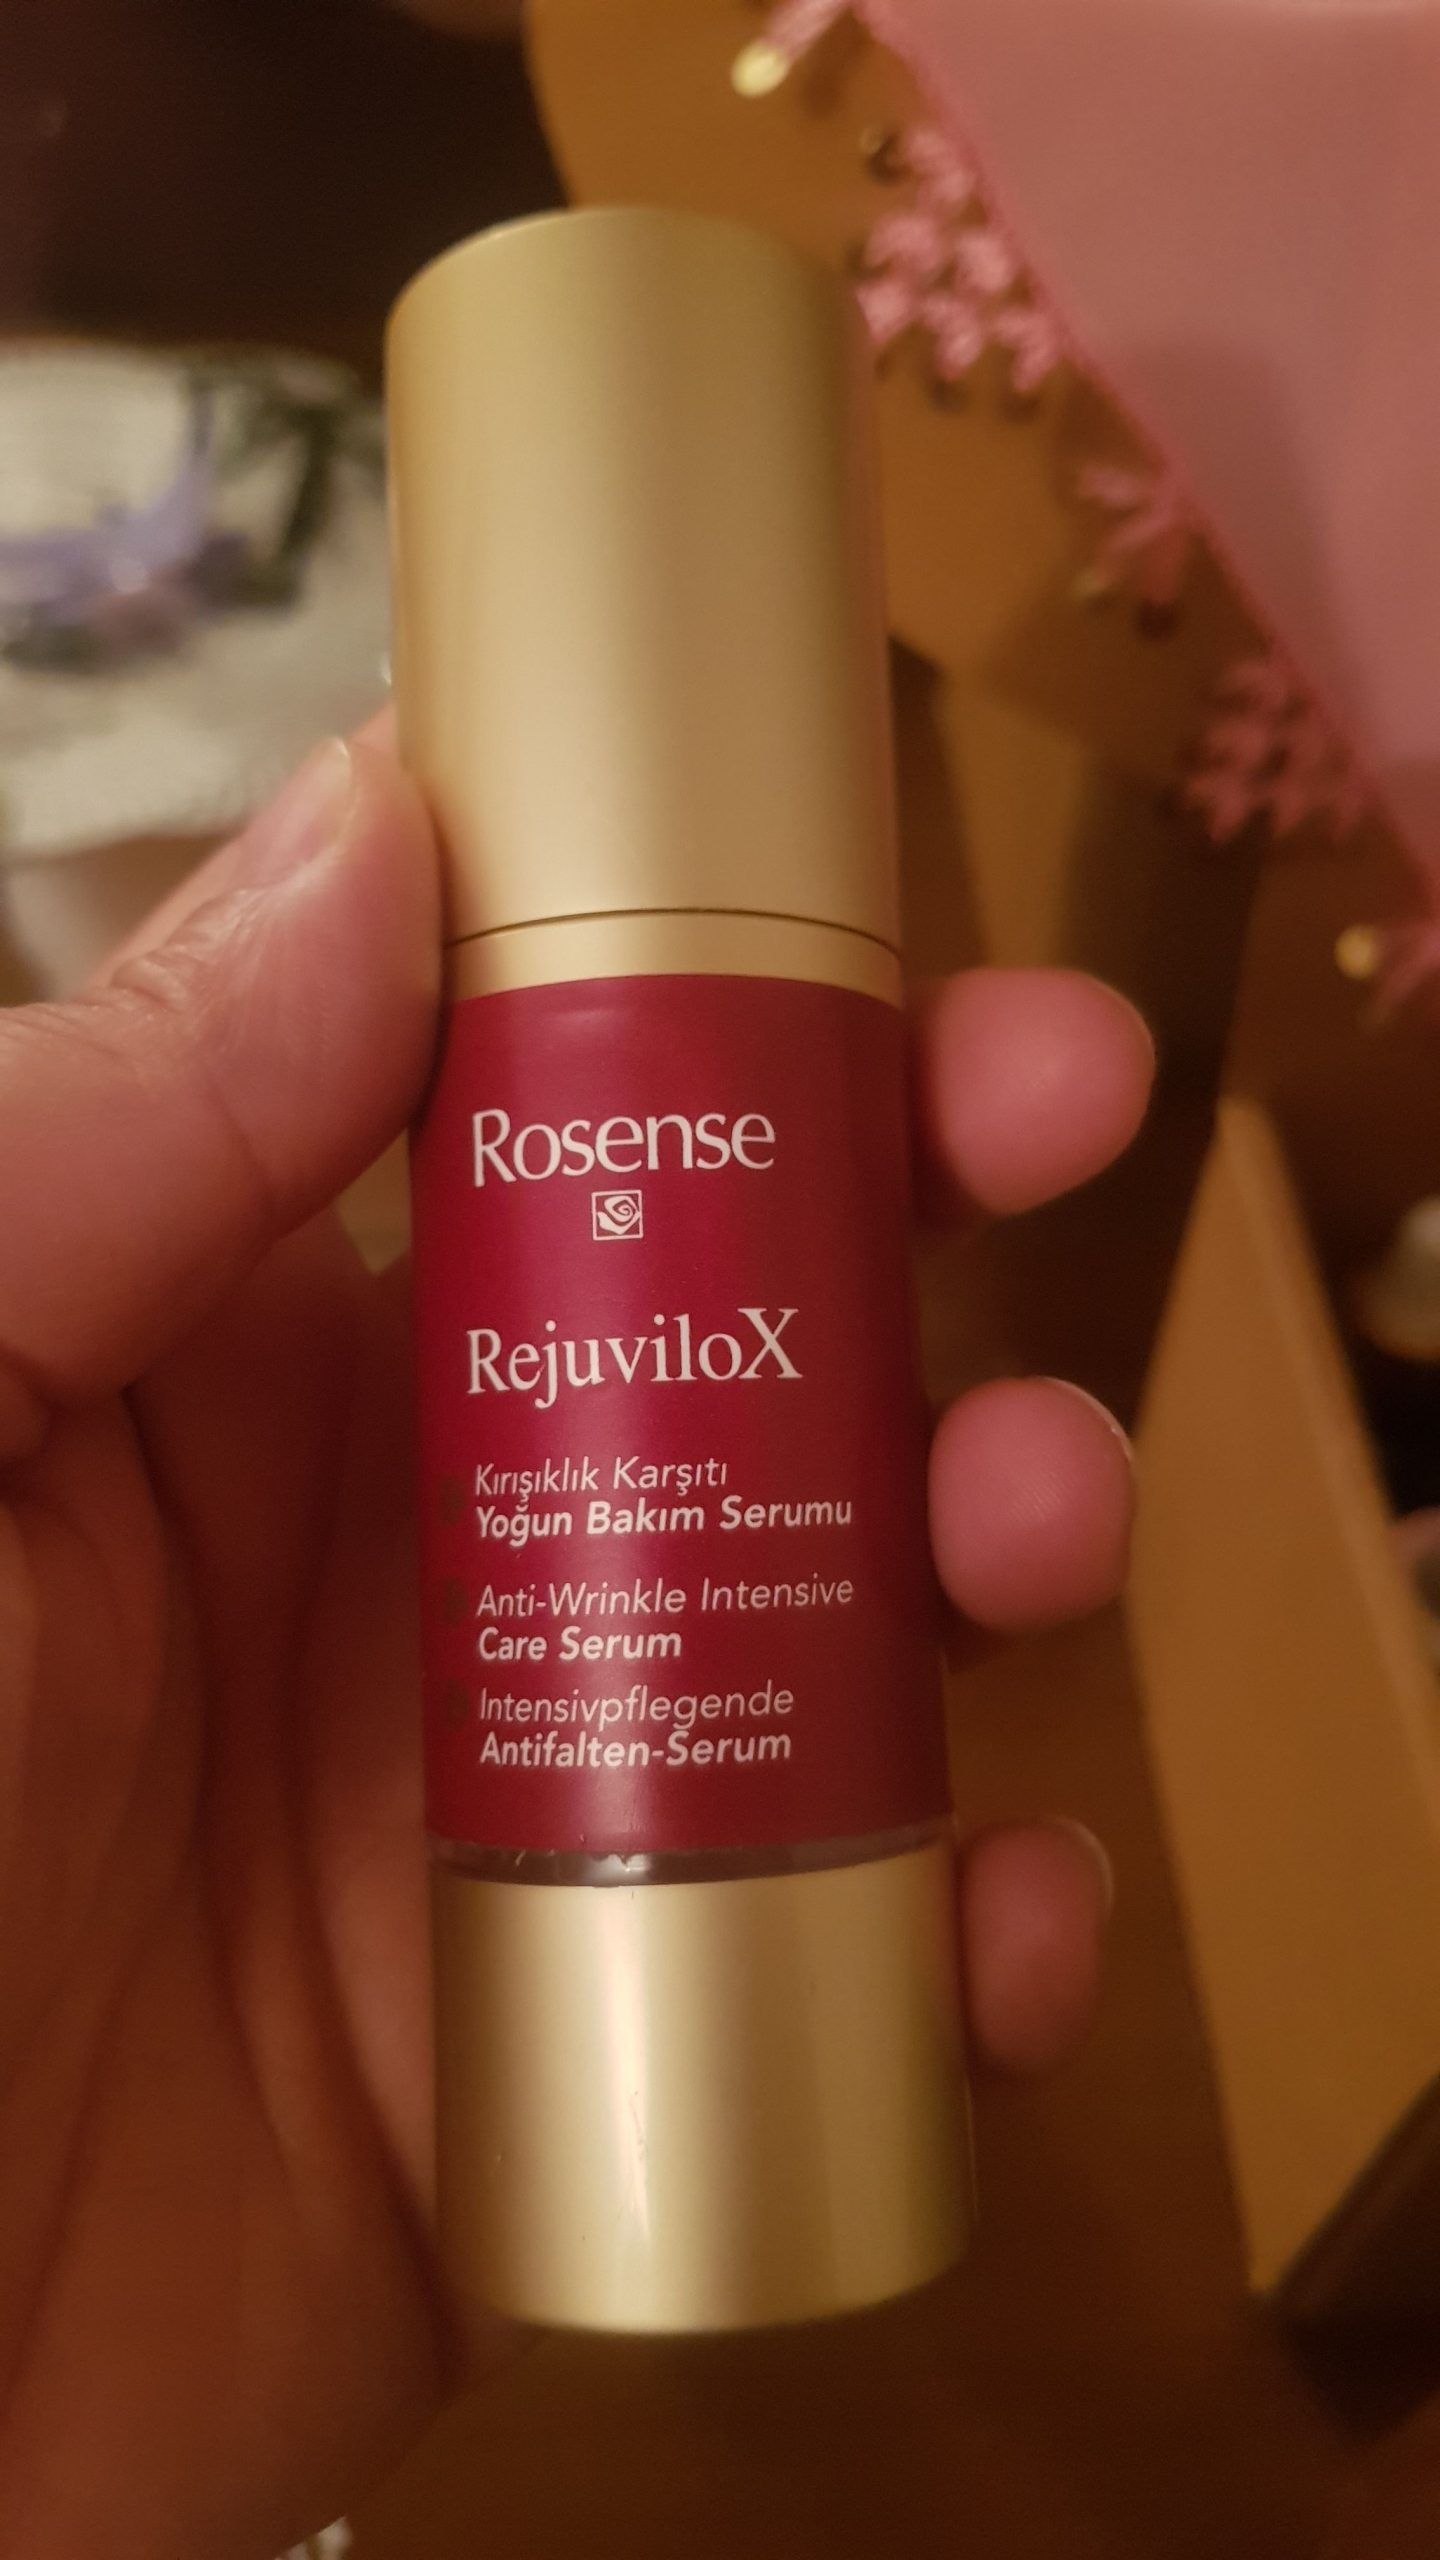 Rosense
RejuviloX
Kırışıklık Karşıtı
Yoğun Bakım Serumu
Anti-Wrinkle Intensive
Care Serum
Intensivpflegende
Antifalten-Serum